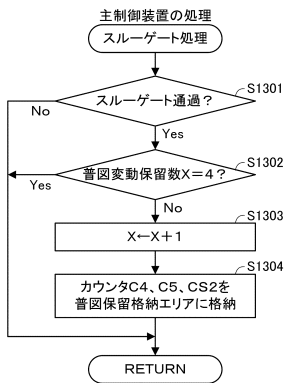 主制御装置の処理
スルーゲート処理
S1301
スルーゲート通過？
No
Yes
S1302
普図変動保留数X＝4？
Yes
No
S1303
X←X＋1
S1304
カウンタC4、C5、CS2を
普図保留格納エリアに格納
RETURN